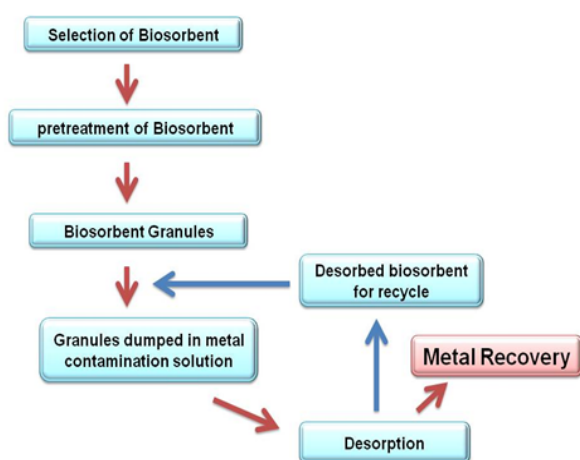 Selection of Biosorbent
pretreatment of Biosorbent
Biosorbent Granules
Desorbed biosorbent
for recycle
Granules dumped in metal
contamination solution
Metal Recovery
Desorption